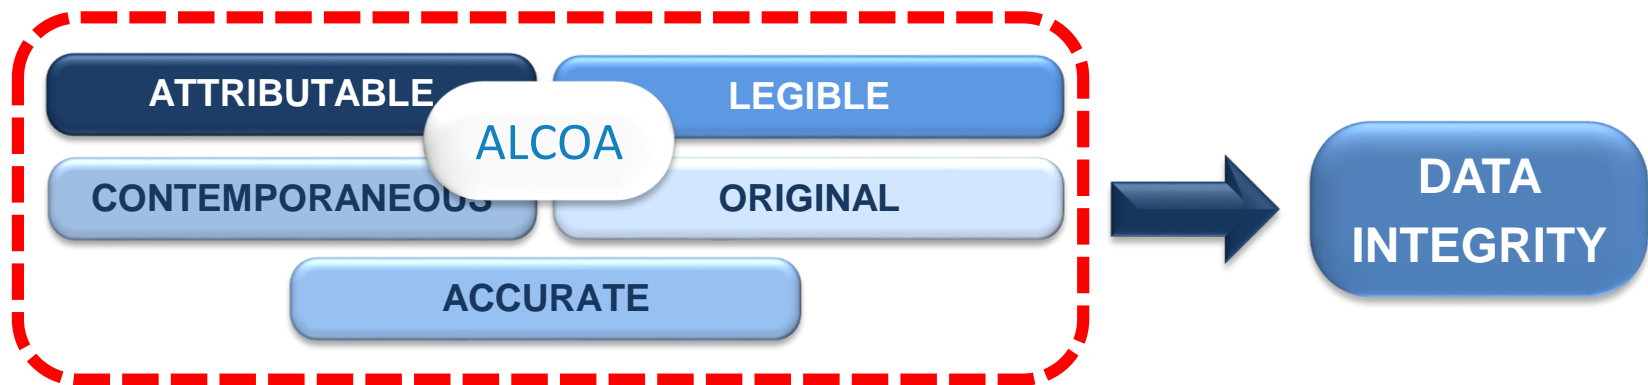 ATTRIBUTABLE
LEGIBLE
ALCOA
CONTEMPORANEOUS
ORIGINAL
ACCURATE
DATA
INTEGRITY